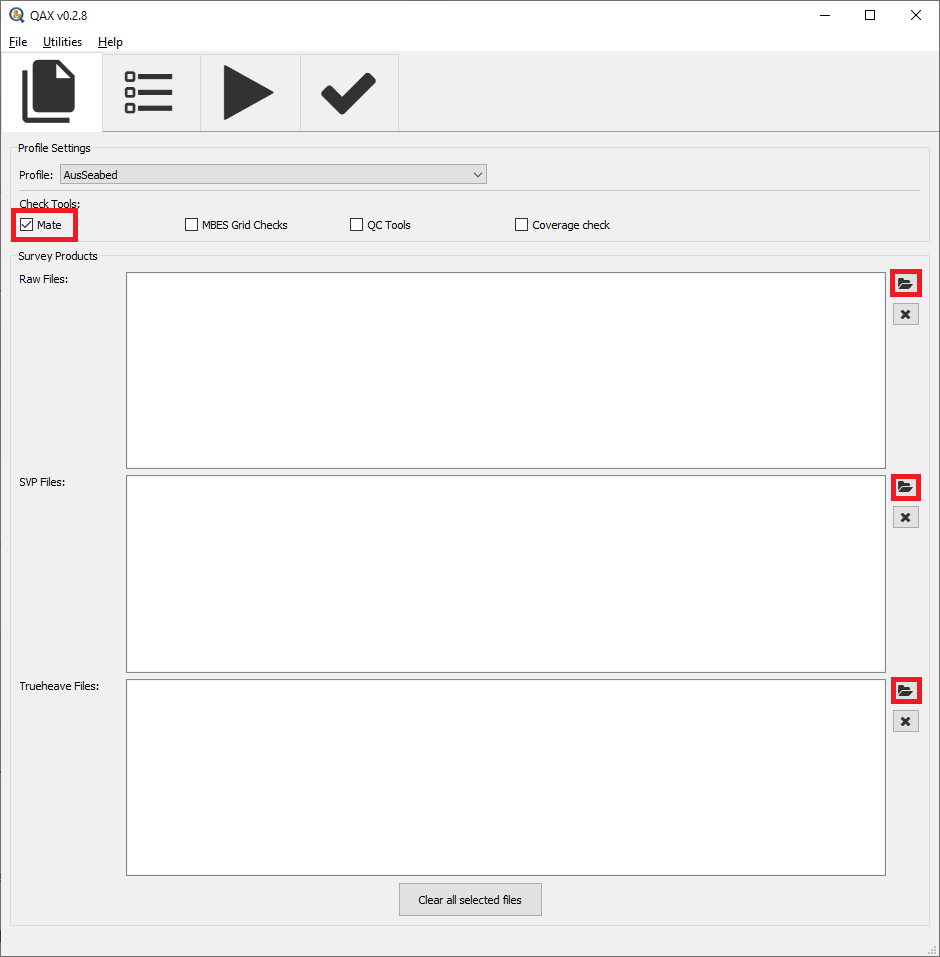 QAX v0.2.8
File Utilities Help
Profile Settings
Profile: AusSeabed
Check Tools:
Mate MBES Grid Checks QC Tools Coverage check
Survey Products
Raw Files:
SVP Files:
Trueheave Files:
Clear all selected files